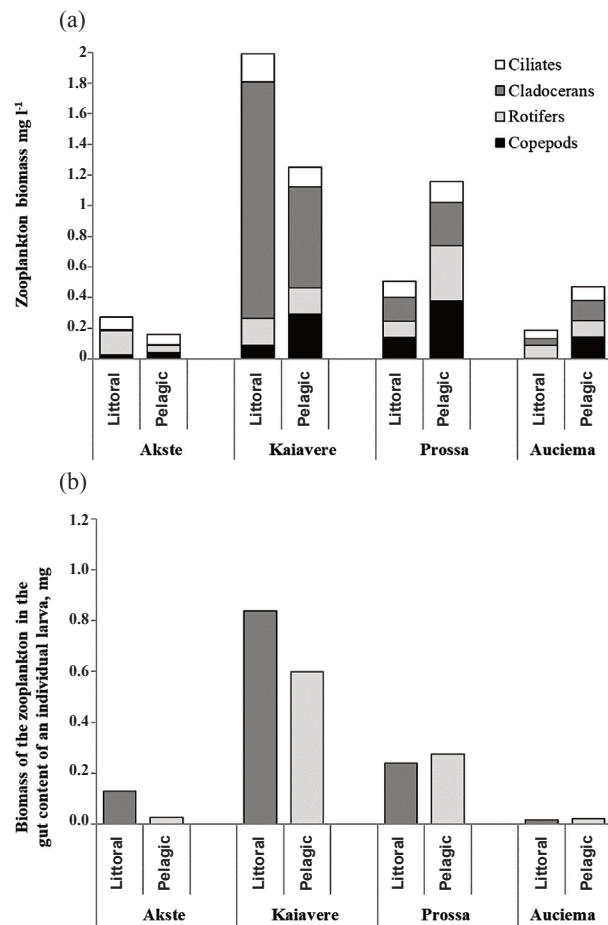 (a)
Zooplankton biomass mg l⁻¹
2
1.8
1.6
1.4
1.2
1
0.8
0.6
0.4
0.2
0
Ciliates
Cladocerans
Rotifers
Copepods
Littoral
Pelagic
Littoral
Pelagic
Littoral
Pelagic
Littoral
Pelagic
Akste
Kaiavere
Prossa
Auciema
(b)
Biomass of the zooplankton in the
gut content of an individual larva, mg
1.2
1.0
0.8
0.6
0.4
0.2
0.0
Littoral
Pelagic
Littoral
Pelagic
Littoral
Pelagic
Littoral
Pelagic
Akste
Kaiavere
Prossa
Auciema